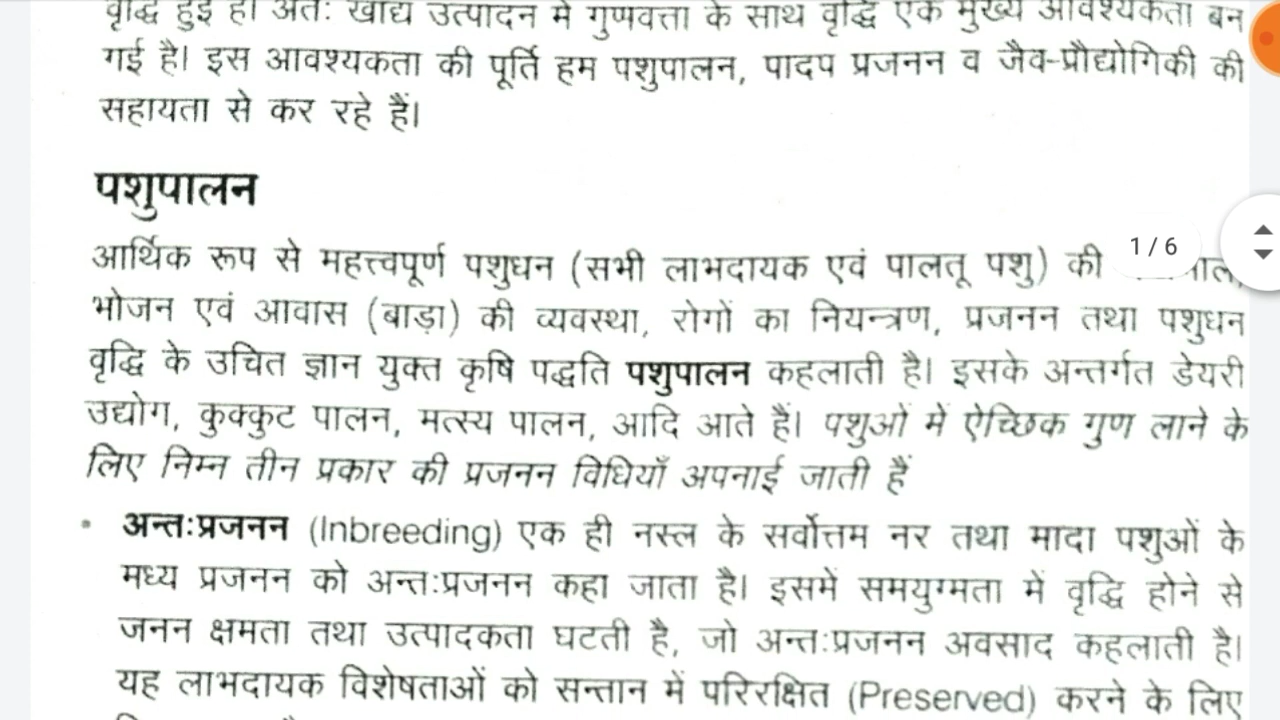 वृद्धि हुई है। अतः खाद्य उत्पादन में गुणवत्ता के साथ वृद्धि एक मुख्य आवश्यकता बन
गई है। इस आवश्यकता की पूर्ति हम पशुपालन, पादप प्रजनन व जैव-प्रौद्योगिकी की
सहायता से कर रहे हैं।
पशुपालन
आर्थिक रूप से महत्त्वपूर्ण पशुधन (सभी लाभदायक एवं पालतू पशु) की
1 / 6
भोजन एवं आवास (बाड़ा) की व्यवस्था, रोगों का नियन्त्रण, प्रजनन तथा पशुधन
वृद्धि के उचित ज्ञान युक्त कृषि पद्धति पशुपालन कहलाती है। इसके अन्तर्गत डेयरी
उद्योग, कुक्कुट पालन, मत्स्य पालन, आदि आते हैं। पशुओं में ऐच्छिक गुण लाने के
लिए निम्न तीन प्रकार की प्रजनन विधियाँ अपनाई जाती हैं
• अन्तःप्रजनन (Inbreeding) एक ही नस्ल के सर्वोत्तम नर तथा मादा पशुओं के
मध्य प्रजनन को अन्तःप्रजनन कहा जाता है। इसमें समयुग्मता में वृद्धि होने से
जनन क्षमता तथा उत्पादकता घटती है, जो अन्तःप्रजनन अवसाद कहलाती है।
यह लाभदायक विशेषताओं को सन्तान में परिरक्षित (Preserved) करने के लिए